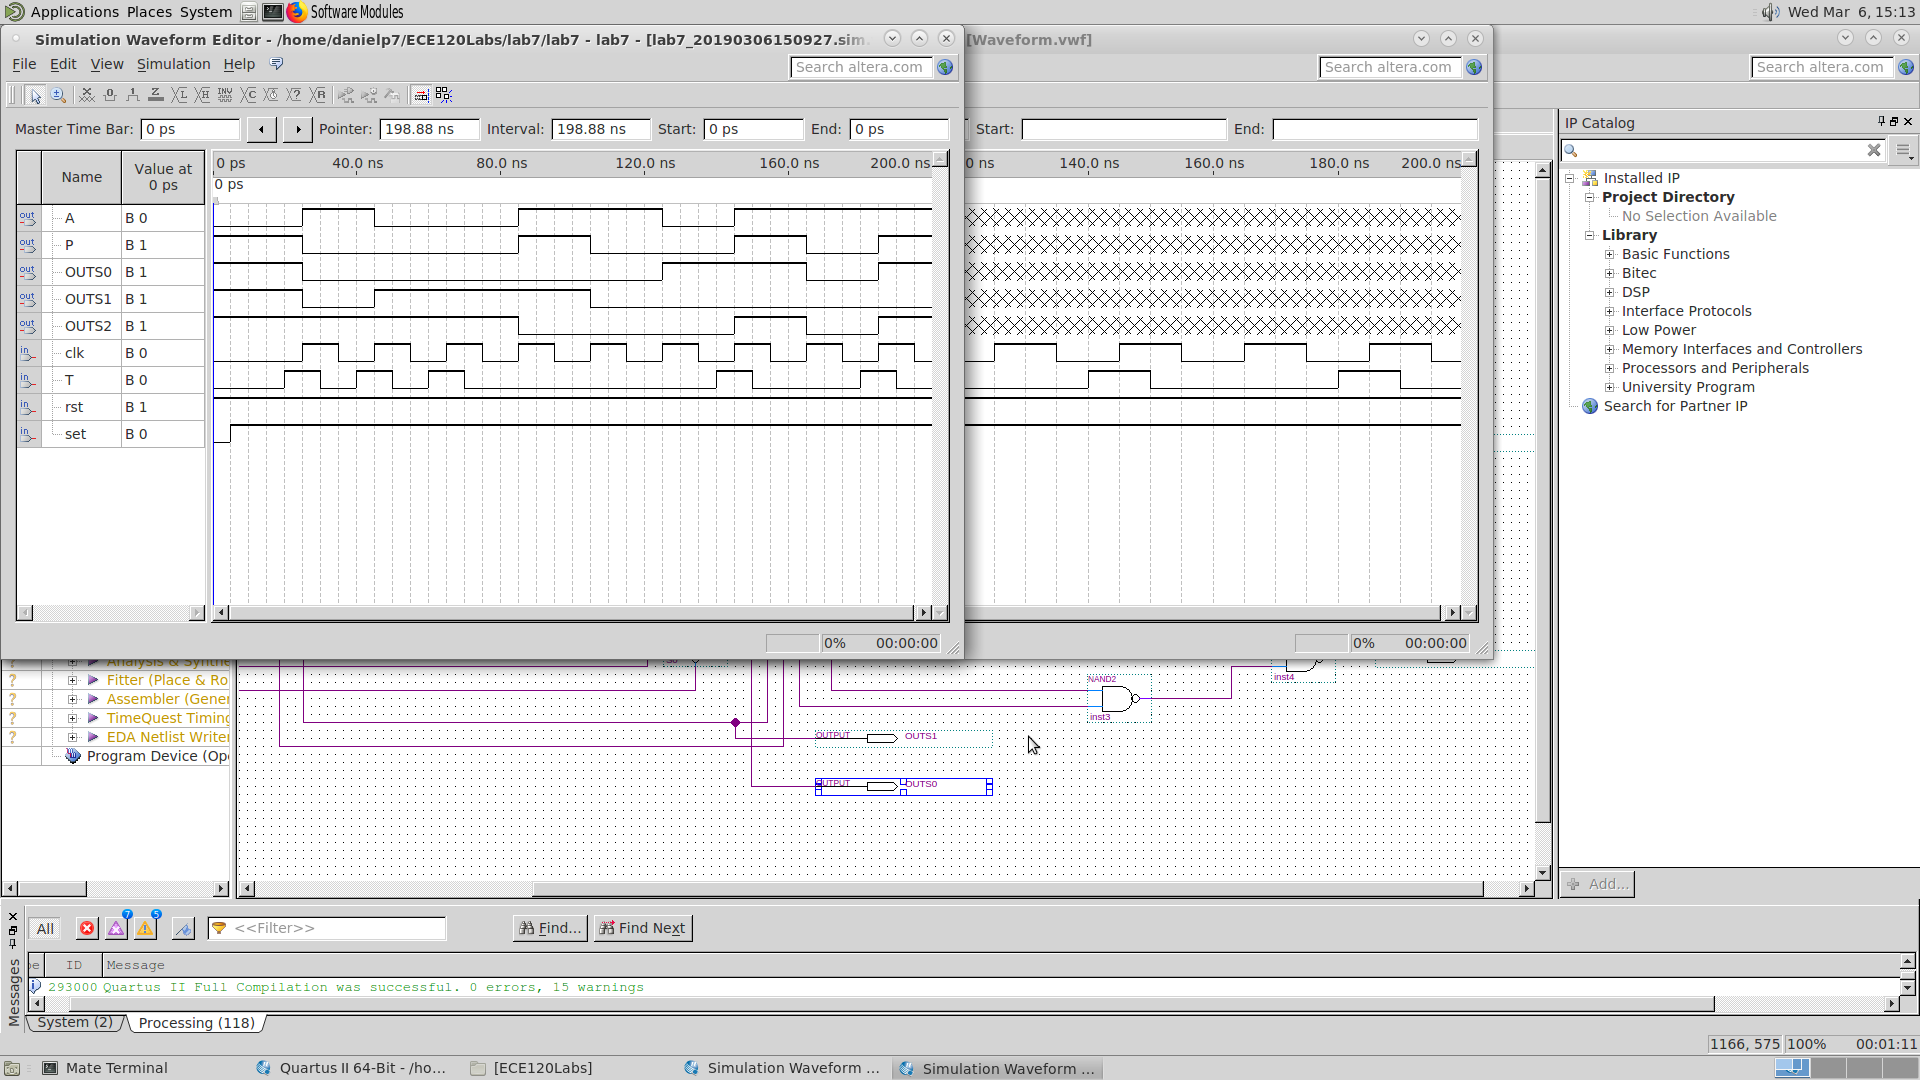 Applications Places System Software Modules Wed Mar 6, 15:13
Simulation Waveform Editor - /home/danielp7/ECE120Labs/lab7/lab7 - lab7 - [lab7_20190306150927.sim.
[Waveform.vwf]
File Edit View Simulation Help
Search altera.com
Search altera.com
Search altera.com
Master Time Bar: 0 ps Pointer: 198.88 ns Interval: 198.88 ns Start: 0 ps End: 0 ps
Start: End:
Name
Value at
0 ps
0 ps 40.0 ns 80.0 ns 120.0 ns 160.0 ns 200.0 ns
0 ns 140.0 ns 160.0 ns 180.0 ns 200.0 ns
0 ps
out A B 0
out P B 1
out OUTS0 B 1
out OUTS1 B 1
out OUTS2 B 1
in clk B 0
in T B 0
in rst B 1
in set B 0
0% 00:00:00
0% 00:00:00
IP Catalog
Installed IP
Project Directory
No Selection Available
Library
Basic Functions
Bitec
DSP
Interface Protocols
Low Power
Memory Interfaces and Controllers
Processors and Peripherals
University Program
Search for Partner IP
Add...
Analysis & Synthe
? Fitter (Place & Ro
? Assembler (Gener
? TimeQuest Timing
? EDA Netlist Writer
Program Device (Ope
NAND2
inst3
inst4
OUTPUT OUTS1
OUTPUT OUTS0
Messages
All 7 5 <<Filter>> Find... Find Next
ID Message
293000 Quartus II Full Compilation was successful. 0 errors, 15 warnings
System (2) Processing (118)
1166, 575 100% 00:01:11
Mate Terminal Quartus II 64-Bit - /ho... [ECE120Labs] Simulation Waveform ... Simulation Waveform ...